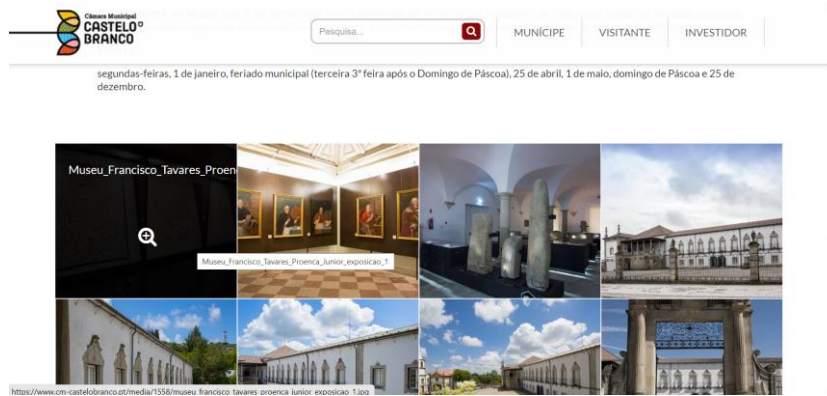 Câmara Municipal
CASTELO
BRANCO
Pesquisa...
MUNÍCIPE
VISITANTE
INVESTIDOR
segundas-feiras, 1 de janeiro, feriado municipal (terceira 3ª feira após o Domingo de Páscoa), 25 de abril, 1 de maio, domingo de Páscoa e 25 de
dezembro.
Museu_Francisco_Tavares_Proen
Museu_Francisco_Tavares_Proenca_Junior_exposicao_1
https://www.cm-castelobranco.pt/media/1558/museu_francisco_tavares_proenca_junior_exposicao_1.jpg